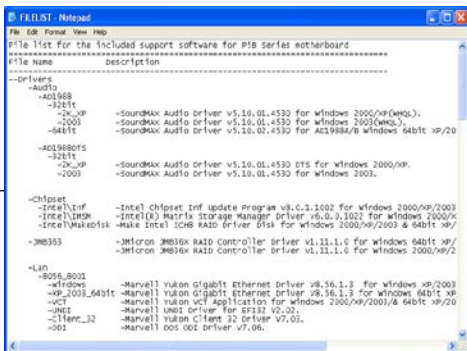 FILELIST - Notepad
File Edit Format View Help
File list for the included support software for P5B Series motherboard
================================================================
File Name Description
----------------------------------------------------------------
--Drivers
-Audio
-AD1988
-32bit
-2K_XP -SoundMAX Audio Driver v5.10.01.4530 for Windows 2000/XP(WHQL).
-2003 -SoundMAX Audio Driver v5.10.01.4530 for Windows 2003(WHQL).
-64bit -SoundMAX Audio Driver v5.10.02.4530 for AD1988A/B Windows 64bit XP/20
-AD1988DTS
-32bit
-2K_XP -SoundMAX Audio Driver v5.10.01.4530 DTS for Windows 2000/XP.
-2003 -SoundMAX Audio Driver v5.10.01.4530 for Windows 2003.
-Chipset
-Intel\Inf -Intel Chipset Inf Update Program v8.0.1.1002 for Windows 2000/XP/2003
-Intel\IMSM -Intel(R) Matrix Storage Manager Driver v6.0.0.1022 for Windows 2000/X
-Intel\MakeDisk -Make Intel ICH8 RAID Driver Disk for Windows 2000/XP/2003 & 64bit XP/
-JMB363 -JMicron JMB36X RAID Controller Driver v1.11.1.0 for Windows 64bit XP/
-JMicron JMB36X RAID Controller Driver v1.11.1.0 for Windows 2000/XP/2
-Lan
-8056_8001
-Windows -Marvell Yukon Gigabit Ethernet Driver v8.56.1.3 for Windows XP/2003.
-XP_2003_64bit -Marvell Yukon Gigabit Ethernet Driver v8.56.1.3 for Windows 64bit XP
-VCT -Marvell Yukon VCT Application for Windows 2000/XP/2003/& 64bit XP/20
-UNDI -Marvell UNDI Driver for EFI32 v2.02.
-Client_32 -Marvell Yukon Client 32 Driver v7.03.
-ODI -Marvell DOS ODI Driver v7.06.